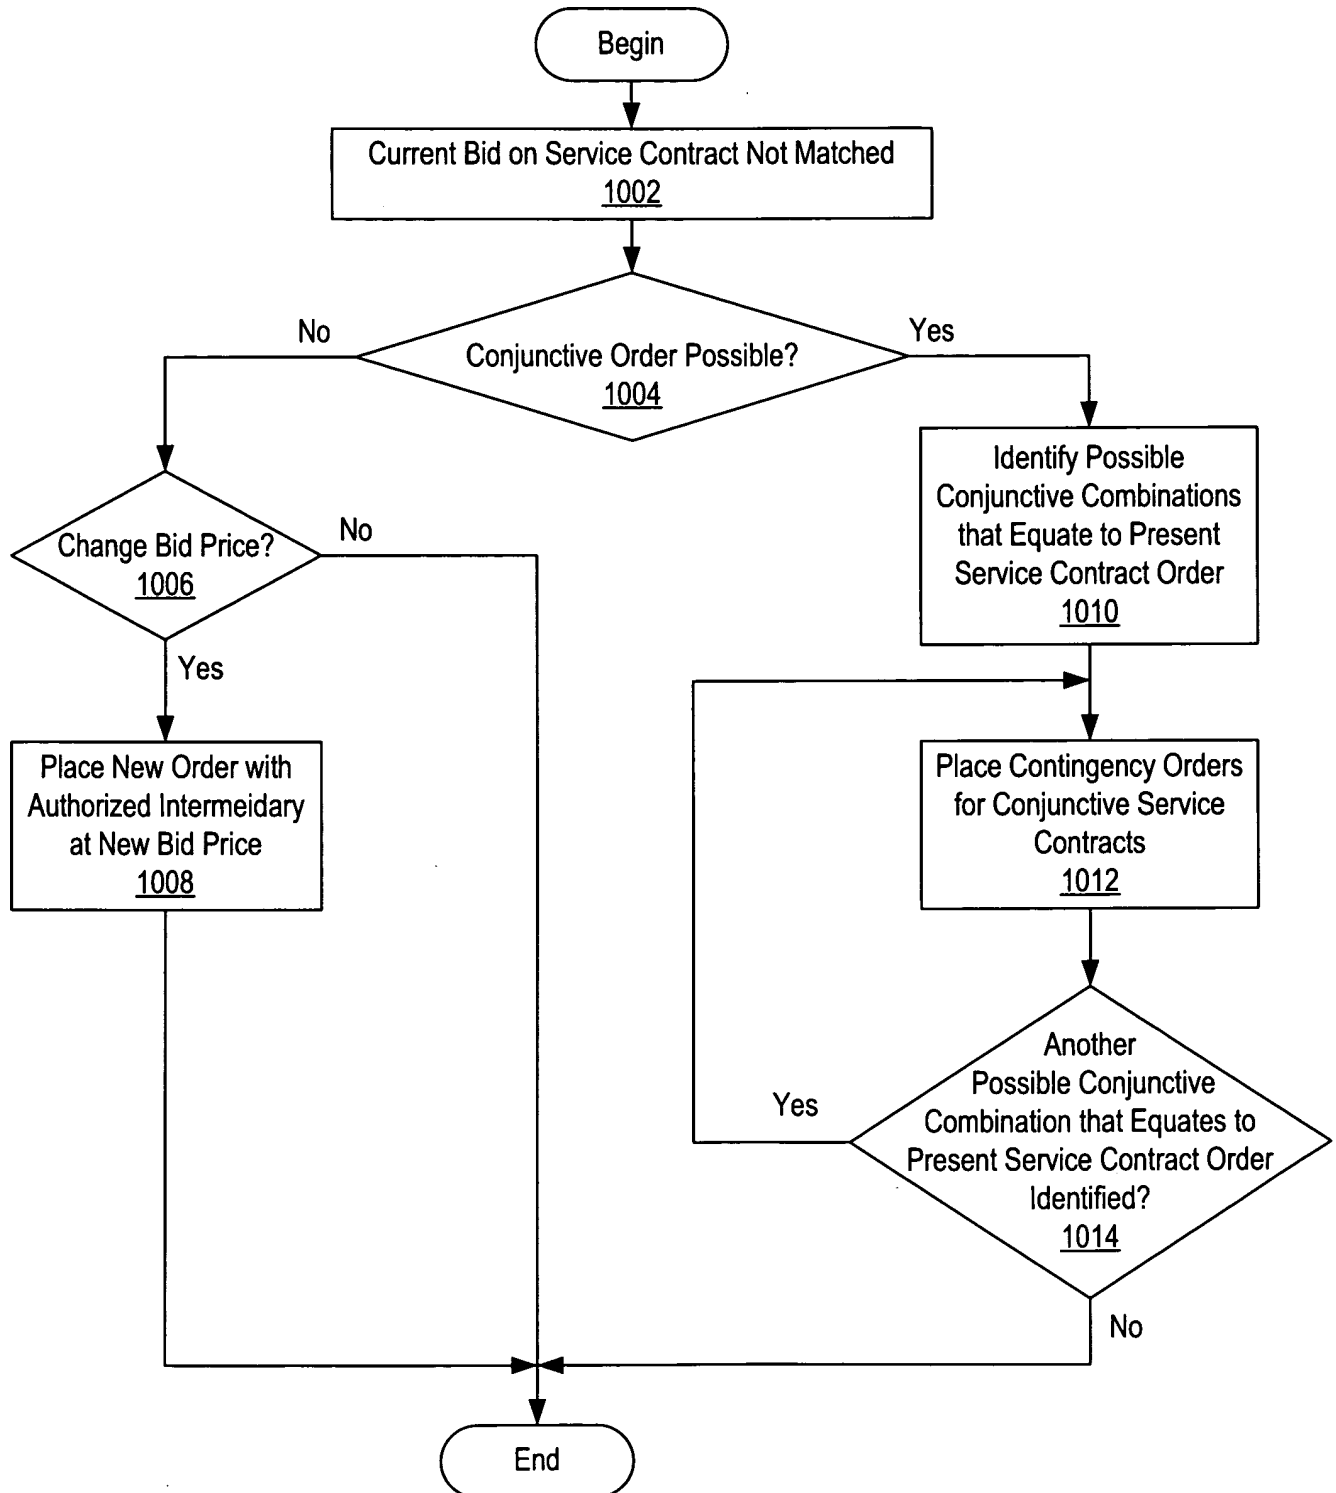 Begin
Current Bid on Service Contract Not Matched
1002
No
Yes
Conjunctive Order Possible?
1004
Identify Possible
Conjunctive Combinations
that Equate to Present
Service Contract Order
1010
Change Bid Price?
1006
No
Yes
Place New Order with
Authorized Intermeidary
at New Bid Price
1008
Place Contingency Orders
for Conjunctive Service
Contracts
1012
Another
Possible Conjunctive
Combination that Equates to
Present Service Contract Order
Identified?
1014
Yes
No
End